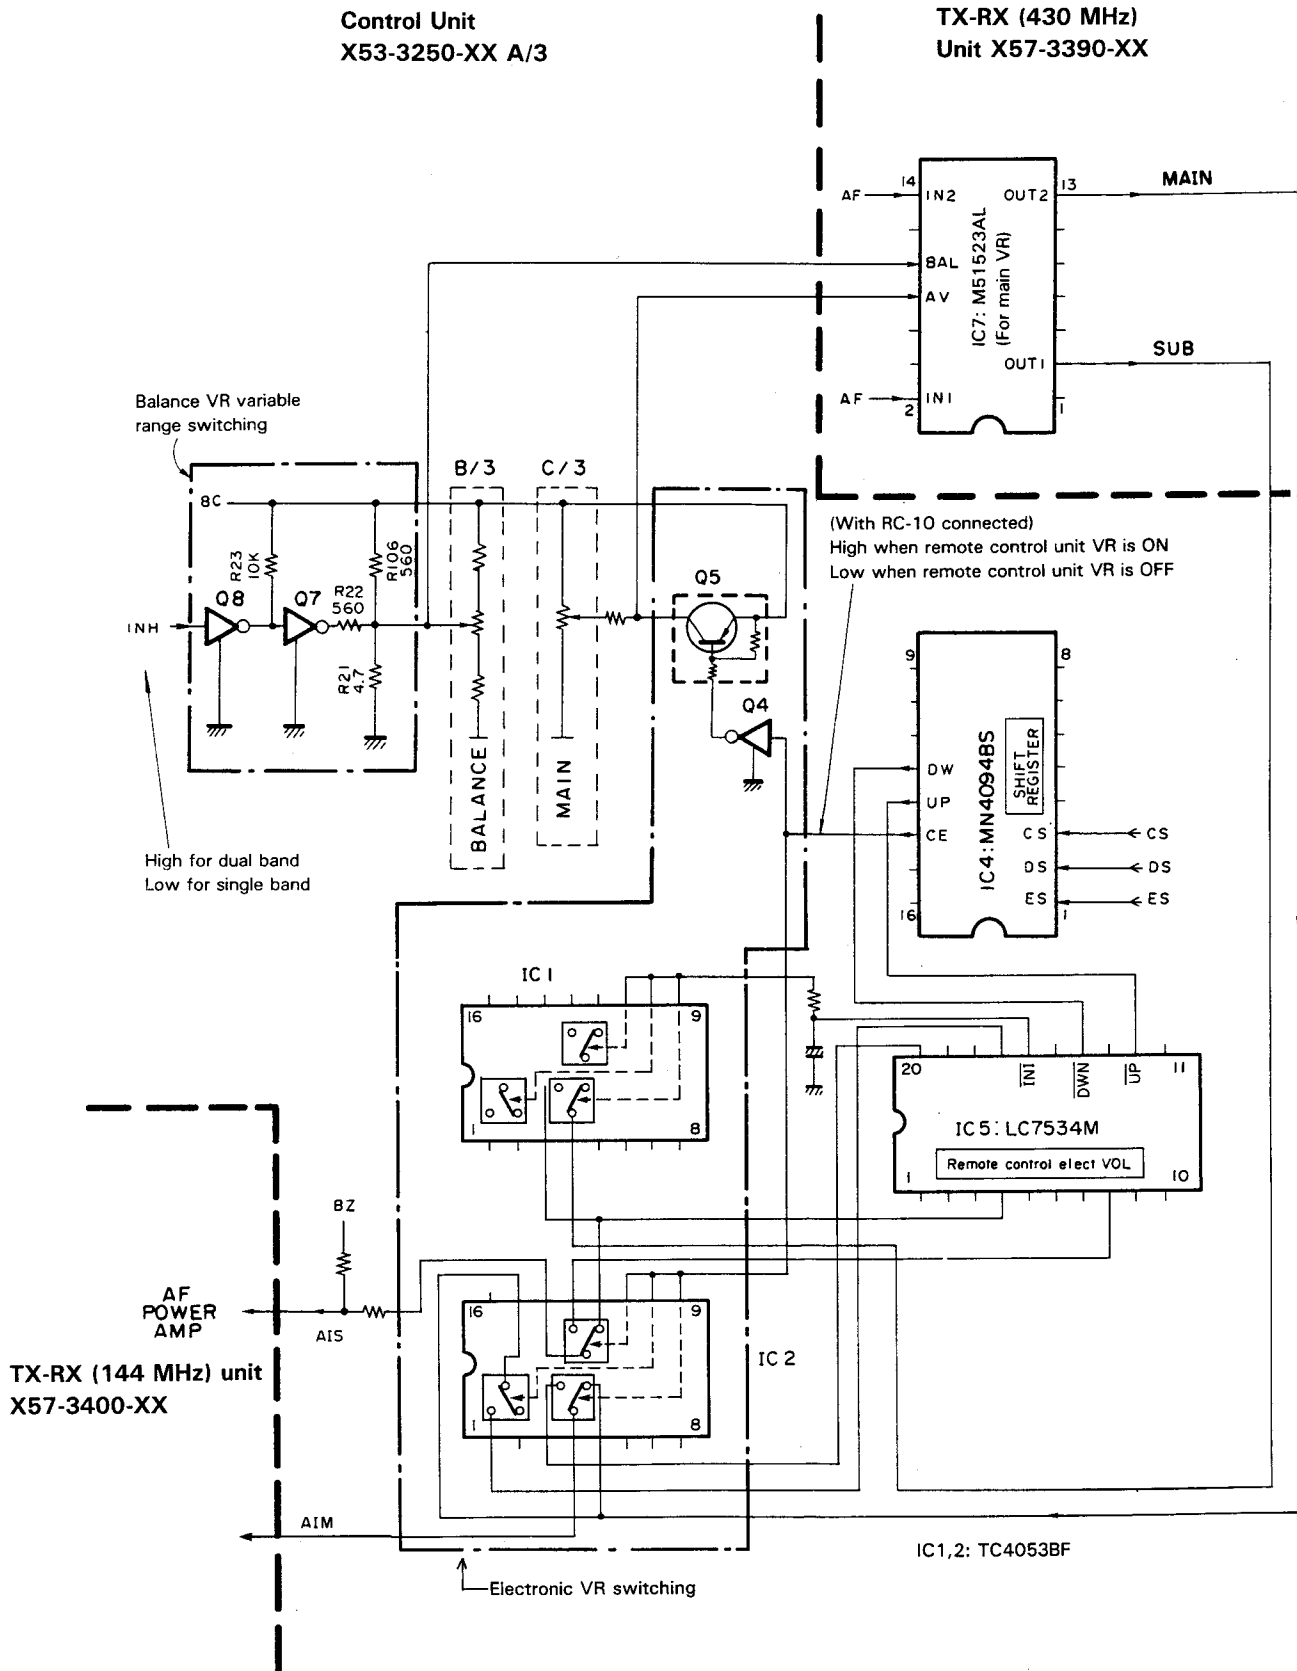 Control Unit
X53-3250-XX A/3
TX-RX (430 MHz)
Unit X57-3390-XX
14
13
MAIN
AF
IN2
OUT2
BAL
AV
IC7: M51523AL
(For main VR)
OUT1
SUB
AF
IN1
2
1
Balance VR variable
range switching
B/3
C/3
8C
R23
10K
R106
560
Q8
Q7
R22
560
INH
R21
4.7
BALANCE
MAIN
Q5
Q4
(With RC-10 connected)
High when remote control unit VR is ON
Low when remote control unit VR is OFF
9
8
DW
UP
CE
IC4:MN4094BS
SHIFT
REGISTER
CS
CS
DS
DS
ES
ES
16
1
High for dual band
Low for single band
IC1
16
9
1
8
20
INI
DWN
UP
11
IC5:LC7534M
Remote control elect VOL
1
10
BZ
AF
POWER
AMP
AIS
TX-RX (144 MHz) unit
X57-3400-XX
16
9
IC2
1
8
AIM
IC1,2: TC4053BF
Electronic VR switching